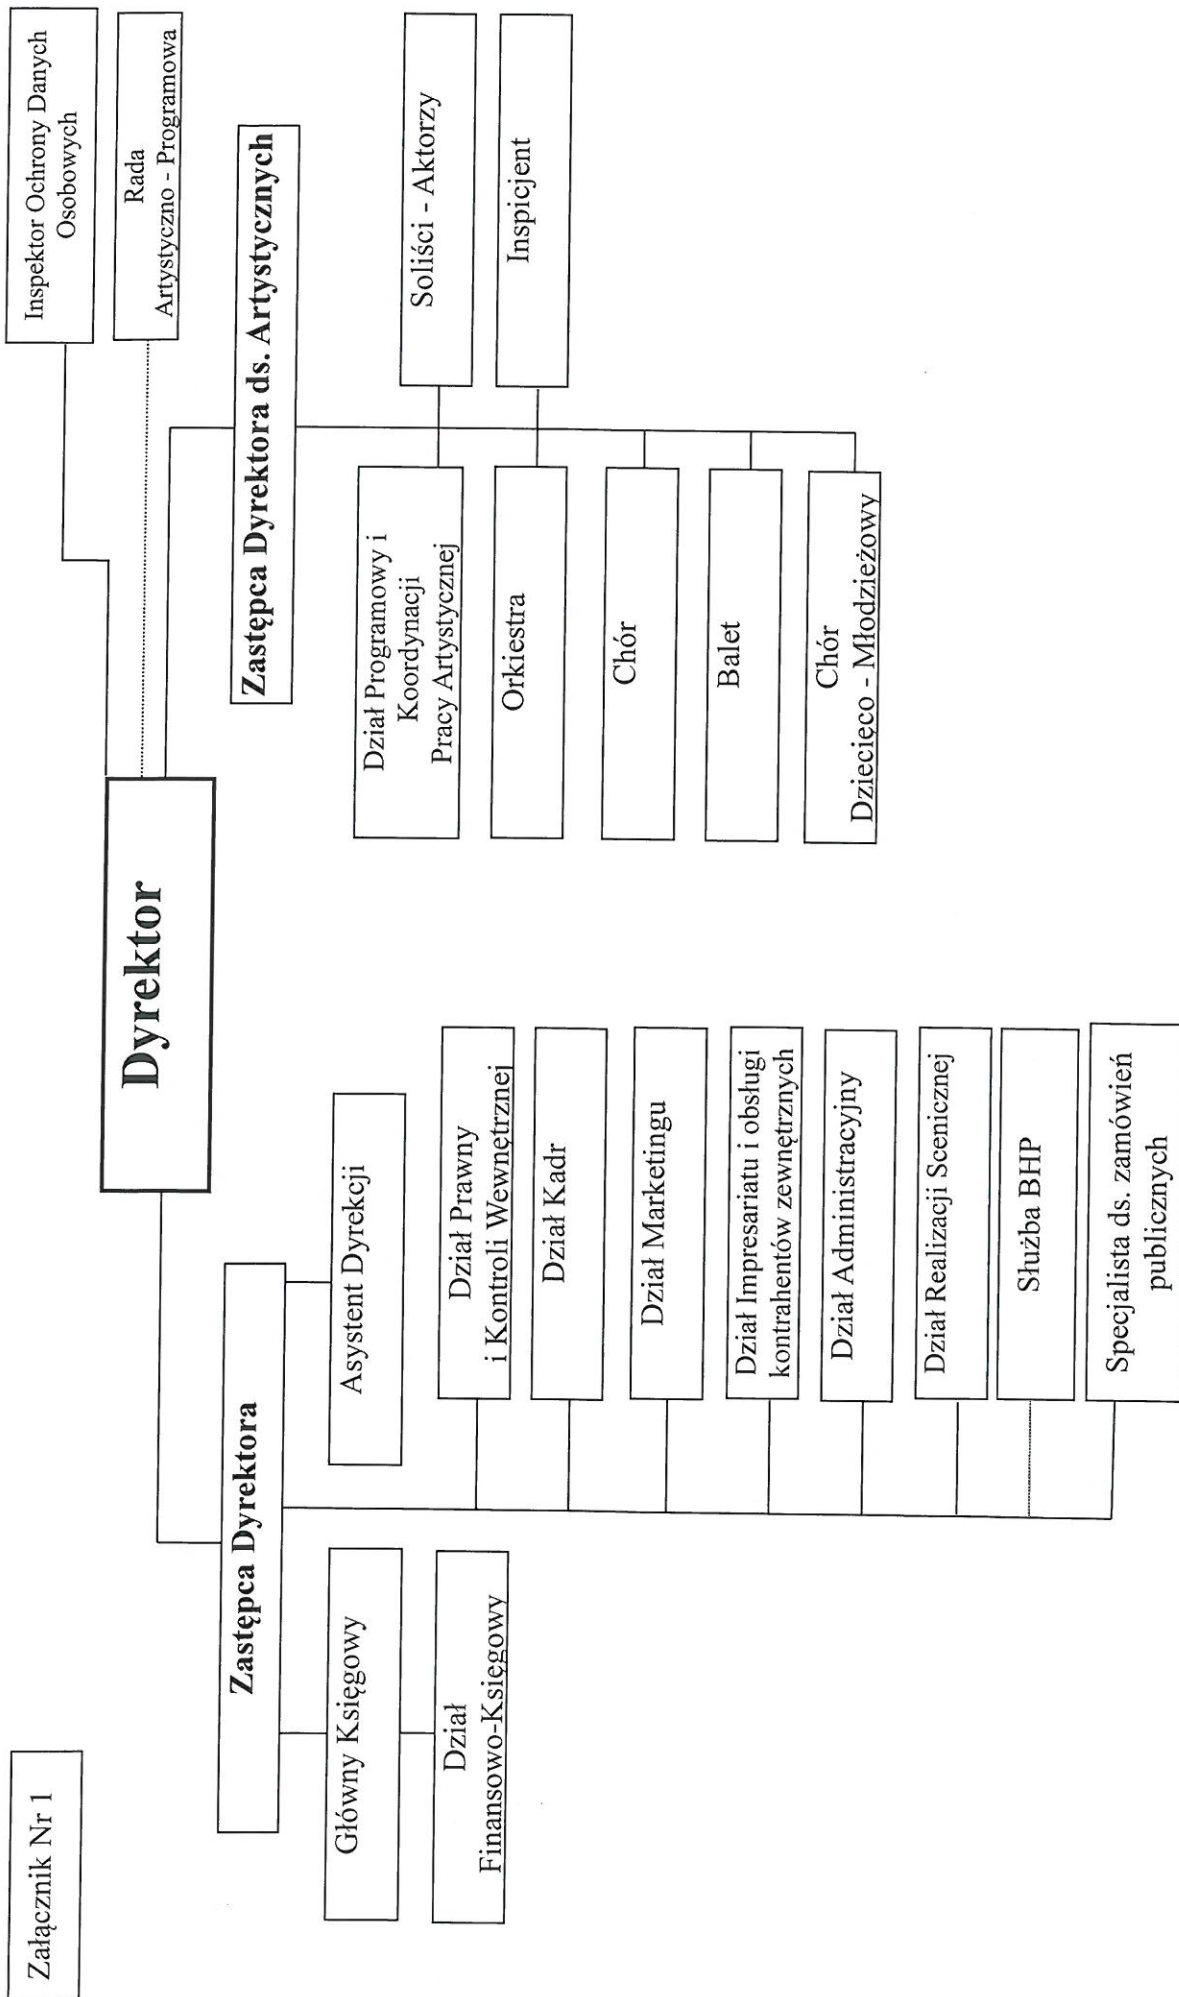 Załącznik Nr 1
Dyrektor
Inspektor Ochrony Danych
Osobowych
Rada
Artystyczno - Programowa
Zastępca Dyrektora
Zastępca Dyrektora ds. Artystycznych
Główny Księgowy
Asystent Dyrekcji
Dział
Finansowo-Księgowy
Dział Prawny
i Kontroli Wewnętrznej
Dział Kadr
Dział Marketingu
Dział Impresariatu i obsługi
kontrahentów zewnętrznych
Dział Administracyjny
Dział Realizacji Scenicznej
Służba BHP
Specjalista ds. zamówień
publicznych
Dział Programowy i
Koordynacji
Pracy Artystycznej
Soliści - Aktorzy
Orkiestra
Inspicjent
Chór
Balet
Chór
Dziecięco - Młodzieżowy